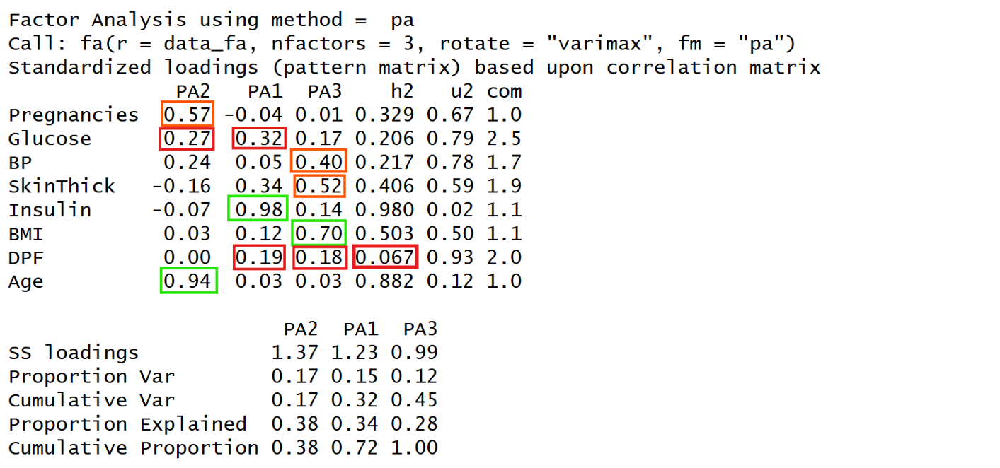 Factor Analysis using method =  pa
Call: fa(r = data_fa, nfactors = 3, rotate = "varimax", fm = "pa")
Standardized loadings (pattern matrix) based upon correlation matrix
PA2 PA1 PA3 h2 u2 com
Pregnancies 0.57 -0.04 0.01 0.329 0.67 1.0
Glucose 0.27 0.32 0.17 0.206 0.79 2.5
BP 0.24 0.05 0.40 0.217 0.78 1.7
SkinThick -0.16 0.34 0.52 0.406 0.59 1.9
Insulin -0.07 0.98 0.14 0.980 0.02 1.1
BMI 0.03 0.12 0.70 0.503 0.50 1.1
DPF 0.00 0.19 0.18 0.067 0.93 2.0
Age 0.94 0.03 0.03 0.882 0.12 1.0
PA2 PA1 PA3
SS loadings 1.37 1.23 0.99
Proportion Var 0.17 0.15 0.12
Cumulative Var 0.17 0.32 0.45
Proportion Explained 0.38 0.34 0.28
Cumulative Proportion 0.38 0.72 1.00